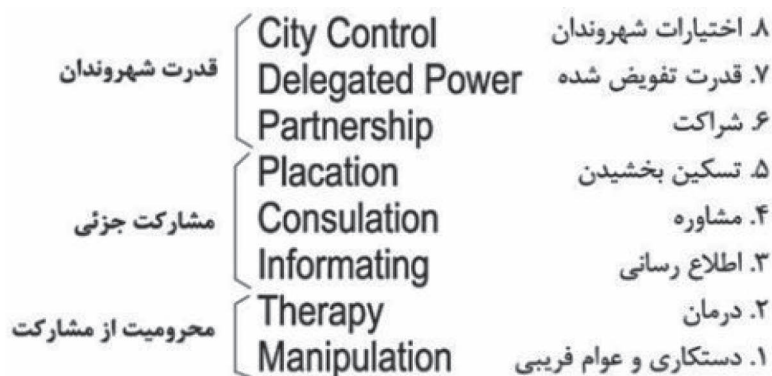 ۸. اختیارات شهروندان City Control
۷. قدرت تفویض شده Delegated Power قدرت شهروندان
۶. شراکت Partnership
۵. تسکین بخشیدن Placation
۴. مشاوره Consulation مشارکت جزئی
۳. اطلاع رسانی Informating
۲. درمان Therapy
۱. دستکاری و عوام فریبی Manipulation محرومیت از مشارکت